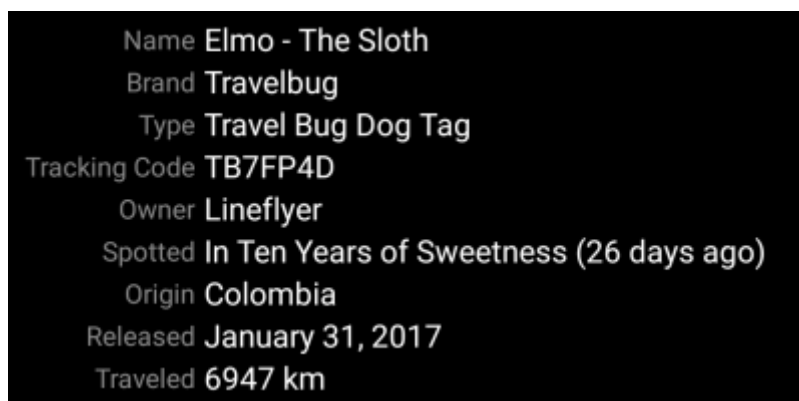 Name Elmo - The Sloth
Brand Travelbug
Type Travel Bug Dog Tag
Tracking Code TB7FP4D
Owner Lineflyer
Spotted In Ten Years of Sweetness (26 days ago)
Origin Colombia
Released January 31, 2017
Traveled 6947 km